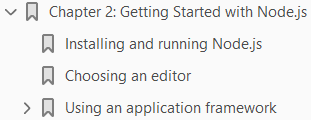 Chapter 2: Getting Started with Node.js
Installing and running Node.js
Choosing an editor
Using an application framework